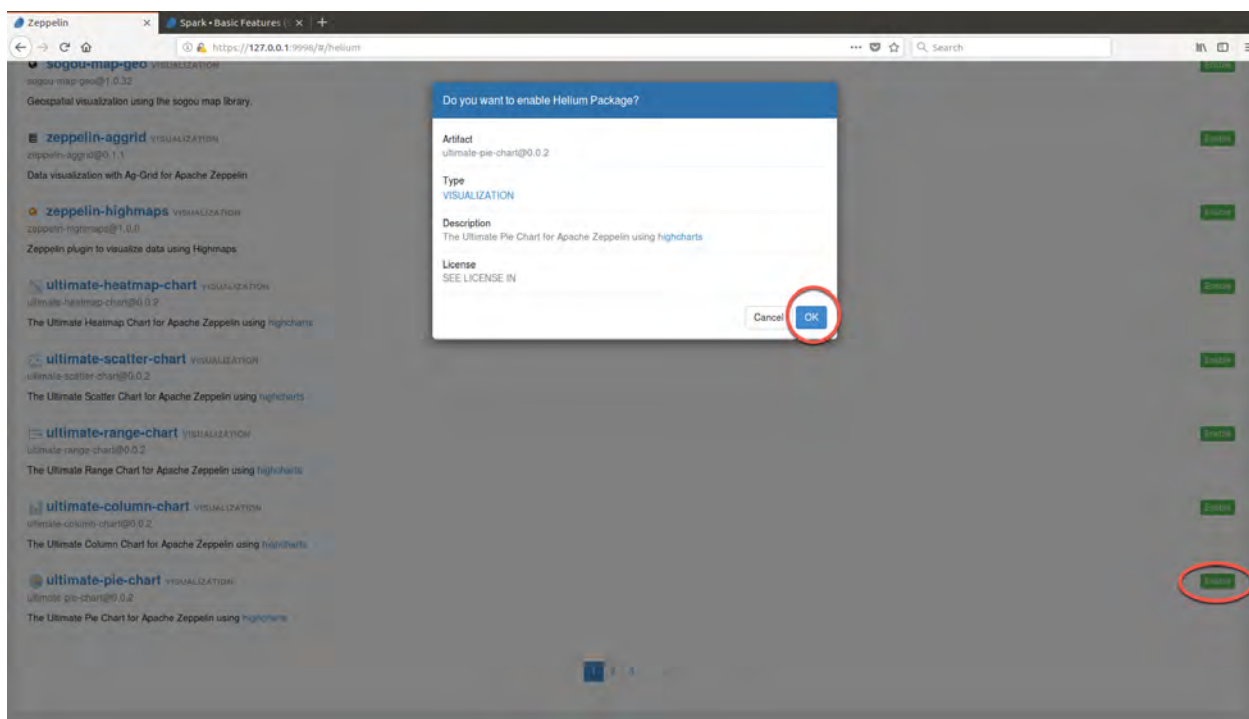 Zeppelin
Spark • Basic Features (
https://127.0.0.1:9998/#/helium
Search
sogou-map-geo VISUALIZATION
sogou-map-geo@1.0.32
Geospatial visualization using the sogou map library.
Enable
zeppelin-aggrid VISUALIZATION
zeppelin-aggrid@0.1.1
Data visualization with Ag-Grid for Apache Zeppelin
Enable
zeppelin-highmaps VISUALIZATION
zeppelin-highmaps@1.0.0
Zeppelin plugin to visualize data using Highmaps
Enable
ultimate-heatmap-chart VISUALIZATION
ultimate-heatmap-chart@0.0.2
The Ultimate Heatmap Chart for Apache Zeppelin using highcharts
Enable
ultimate-scatter-chart VISUALIZATION
ultimate-scatter-chart@0.0.2
The Ultimate Scatter Chart for Apache Zeppelin using highcharts
Enable
ultimate-range-chart VISUALIZATION
ultimate-range-chart@0.0.2
The Ultimate Range Chart for Apache Zeppelin using highcharts
Enable
ultimate-column-chart VISUALIZATION
ultimate-column-chart@0.0.2
The Ultimate Column Chart for Apache Zeppelin using highcharts
Enable
ultimate-pie-chart VISUALIZATION
ultimate-pie-chart@0.0.2
The Ultimate Pie Chart for Apache Zeppelin using highcharts
Enable
Do you want to enable Helium Package?
Artifact
ultimate-pie-chart@0.0.2
Type
VISUALIZATION
Description
The Ultimate Pie Chart for Apache Zeppelin using highcharts
License
SEE LICENSE IN
Cancel OK
1 2 3